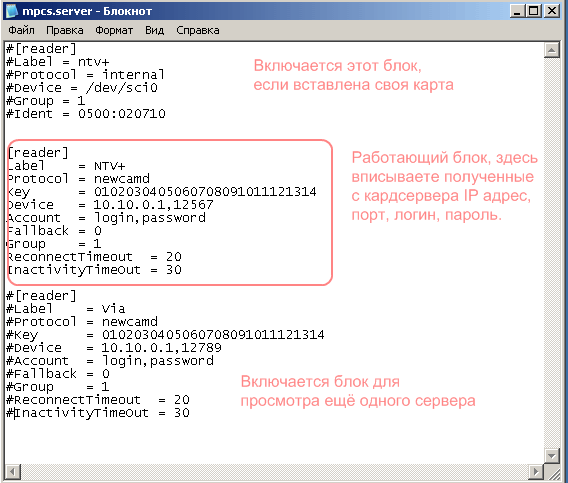 mpcs.server - Блокнот
Файл Правка Формат Вид Справка
#[reader]
#Label = ntv+
#Protocol = internal
#Device = /dev/sci0
#Group = 1
#Ident = 0500:020710
Включается этот блок,
если вставлена своя карта
[reader]
Label = NTV+
Protocol = newcamd
Key = 0102030405060708091011121314
Device = 10.10.0.1,12567
Account = login,password
Fallback = 0
Group = 1
ReconnectTimeout = 20
InactivityTimeOut = 30
Работающий блок, здесь
вписываете полученные
с кардсервера IP адрес,
порт, логин, пароль.
#[reader]
#Label = Via
#Protocol = newcamd
#Key = 0102030405060708091011121314
#Device = 10.10.0.1,12789
#Account = login,password
#Fallback = 0
#Group = 1
#ReconnectTimeout = 20
#InactivityTimeOut = 30
Включается блок для
просмотра ещё одного сервера